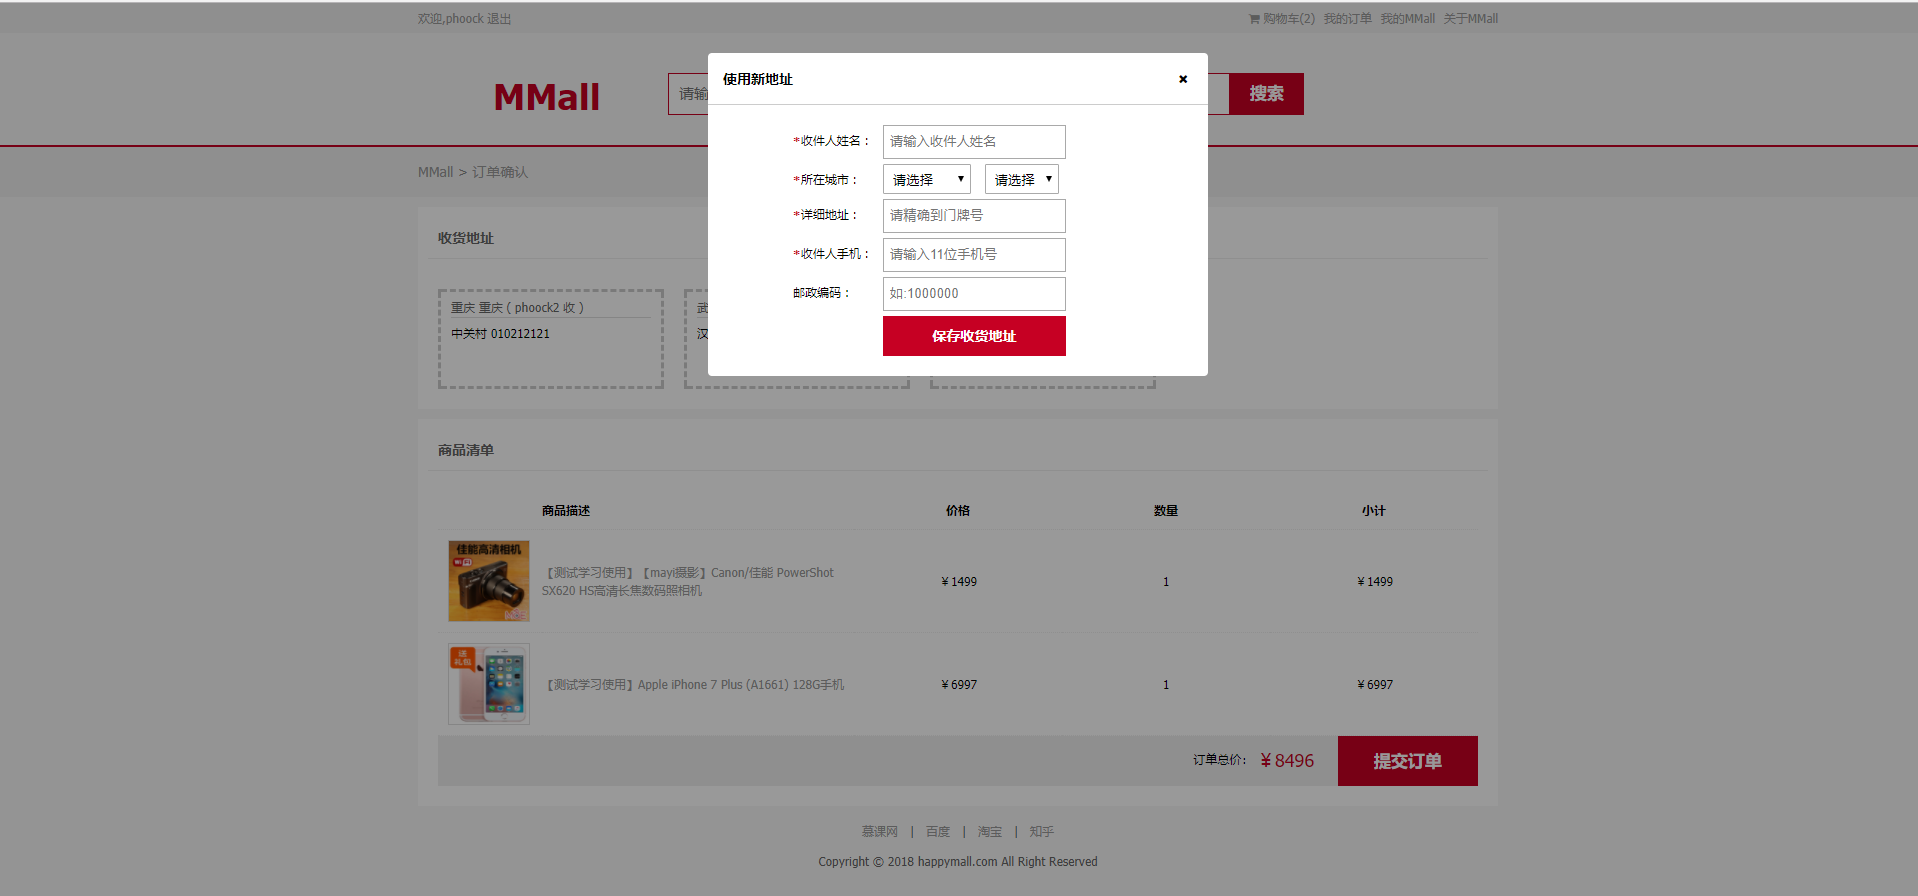 欢迎,phoock 退出
购物车(2) 我的订单 我的MMall 关于MMall
MMall
请输
搜索
使用新地址
*收件人姓名：
请输入收件人姓名
*所在城市：
请选择
请选择
*详细地址：
请精确到门牌号
*收件人手机：
请输入11位手机号
邮政编码：
如:1000000
保存收货地址
MMall > 订单确认
收货地址
重庆 重庆 ( phoock2 收 )
中关村 010212121
武
汉
商品清单
商品描述 价格 数量 小计
佳能高清相机
【测试学习使用】【mayi摄影】Canon/佳能 PowerShot
SX620 HS高清长焦数码照相机
￥1499 1 ￥1499
送
礼包
【测试学习使用】Apple iPhone 7 Plus (A1661) 128G手机
￥6997 1 ￥6997
订单总价: ￥8496
提交订单
慕课网 | 百度 | 淘宝 | 知乎
Copyright © 2018 happymall.com All Right Reserved